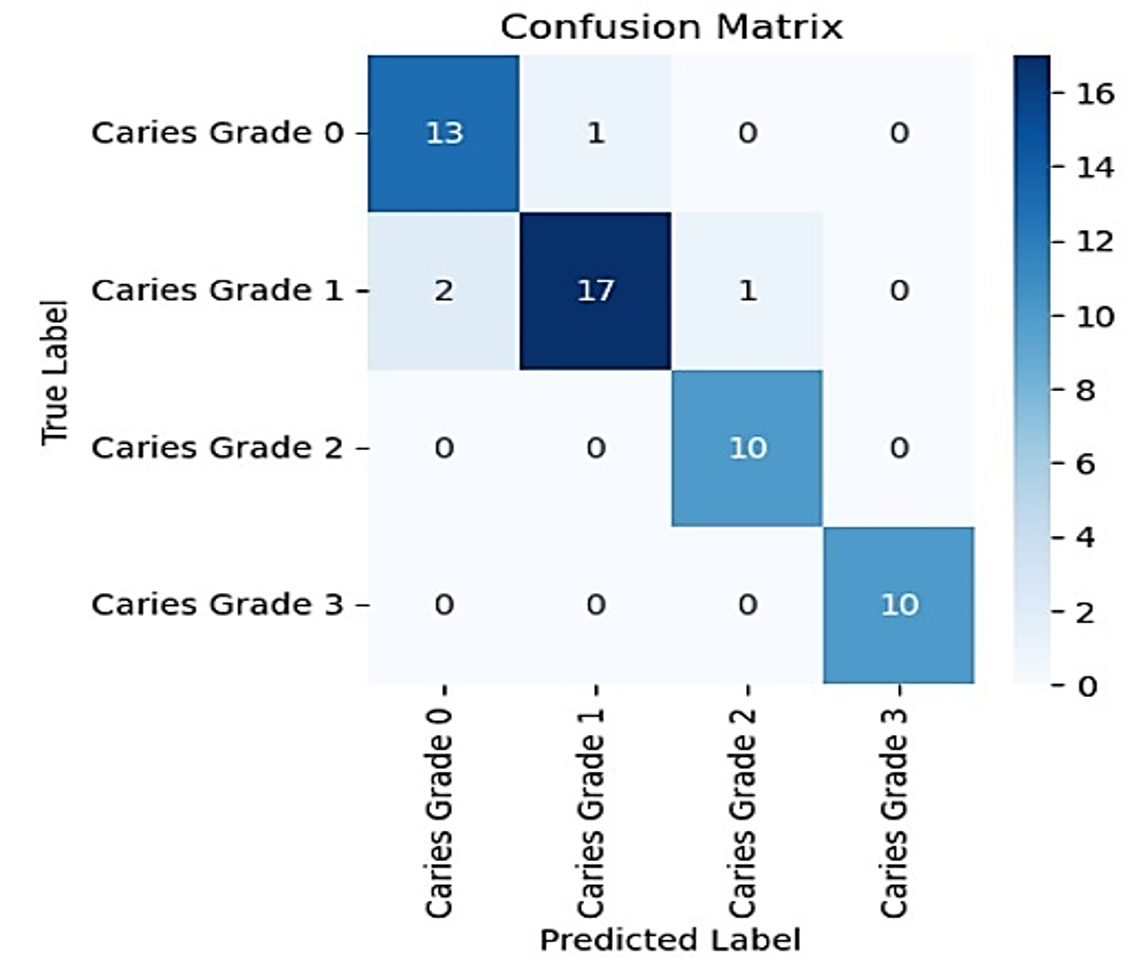 Confusion Matrix
Caries Grade 0
13 1 0 0
Caries Grade 1
2 17 1 0
Caries Grade 2
0 0 10 0
Caries Grade 3
0 0 0 10
True Label
Caries Grade 0
Caries Grade 1
Caries Grade 2
Caries Grade 3
Predicted Label
16
14
12
10
8
6
4
2
0